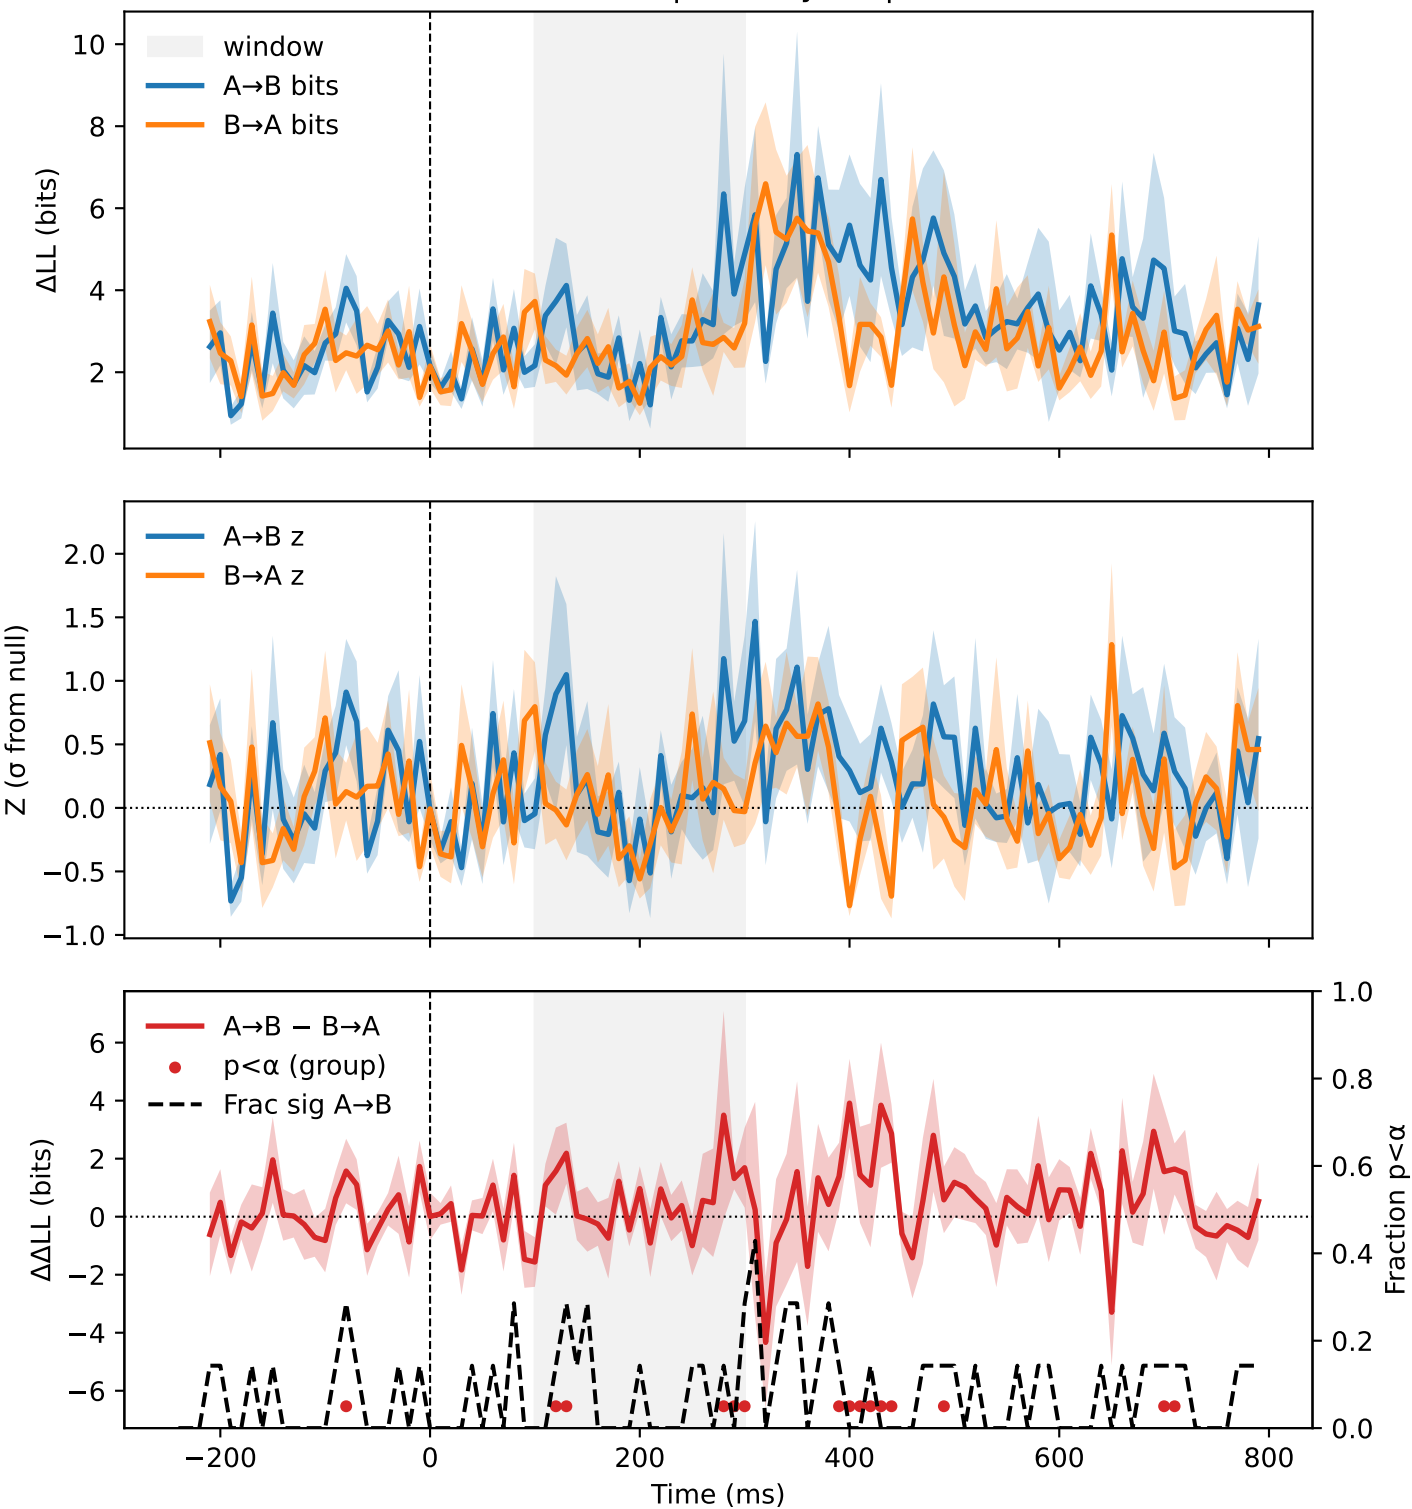 10
8
6
4
2
ΔLL (bits)
window
A→B bits
B→A bits
2.0
1.5
1.0
0.5
0.0
−0.5
−1.0
Z (σ from null)
A→B z
B→A z
6
4
2
0
−2
−4
−6
ΔΔLL (bits)
A→B − B→A
p<α (group)
Frac sig A→B
1.0
0.8
0.6
0.4
0.2
0.0
Fraction p<α
−200
0
200
400
600
800
Time (ms)